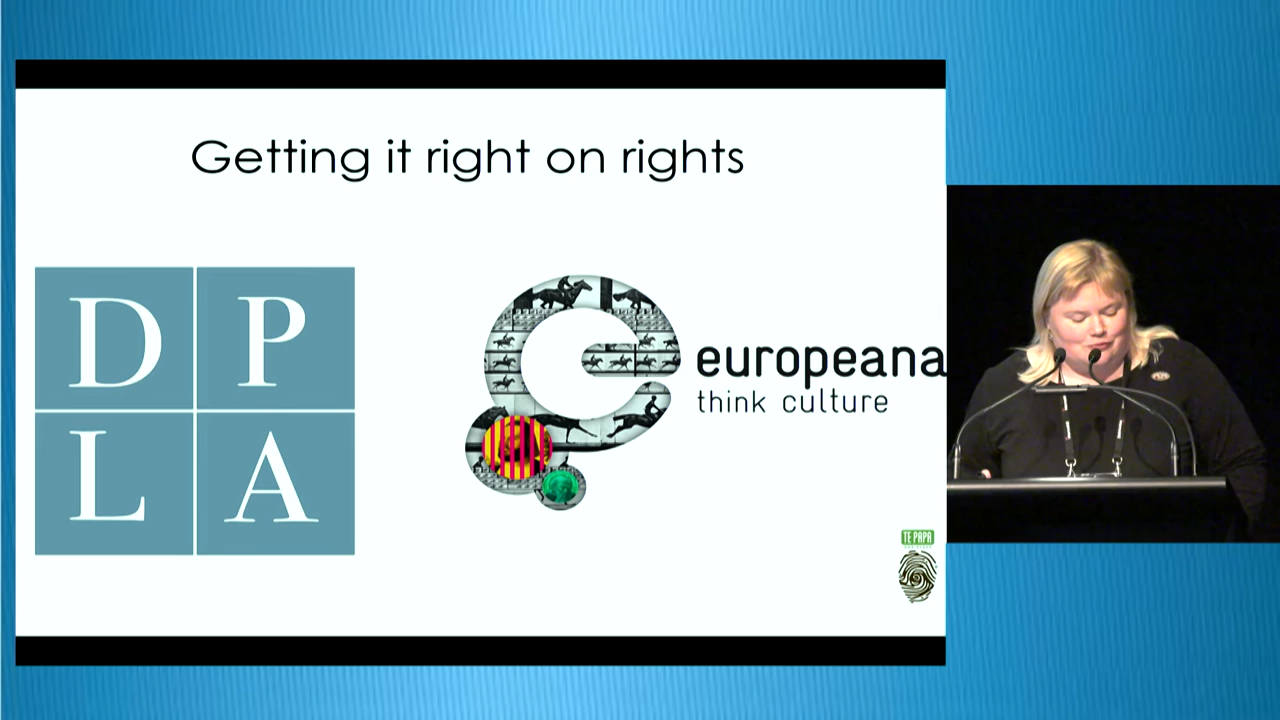 Getting it right on rights
D P
L A
europeana
think culture
TE PAPA